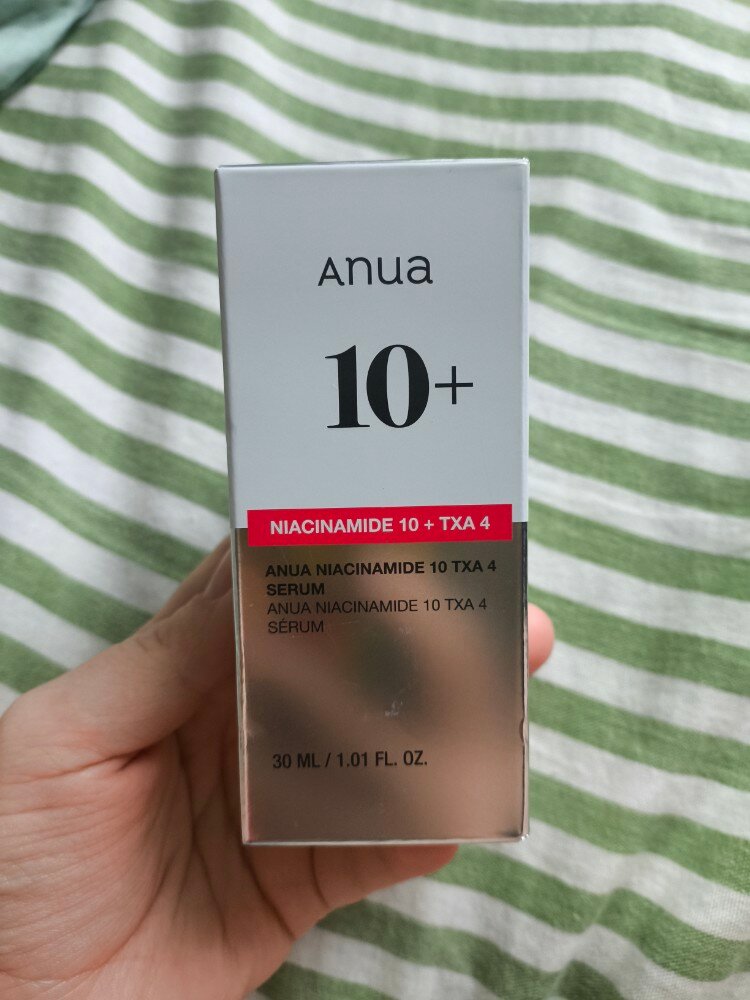 Anua
10+
NIACINAMIDE 10 + TXA 4
ANUA NIACINAMIDE 10 TXA 4
SERUM
ANUA NIACINAMIDE 10 TXA 4
SÉRUM
30 ML / 1.01 FL. OZ.